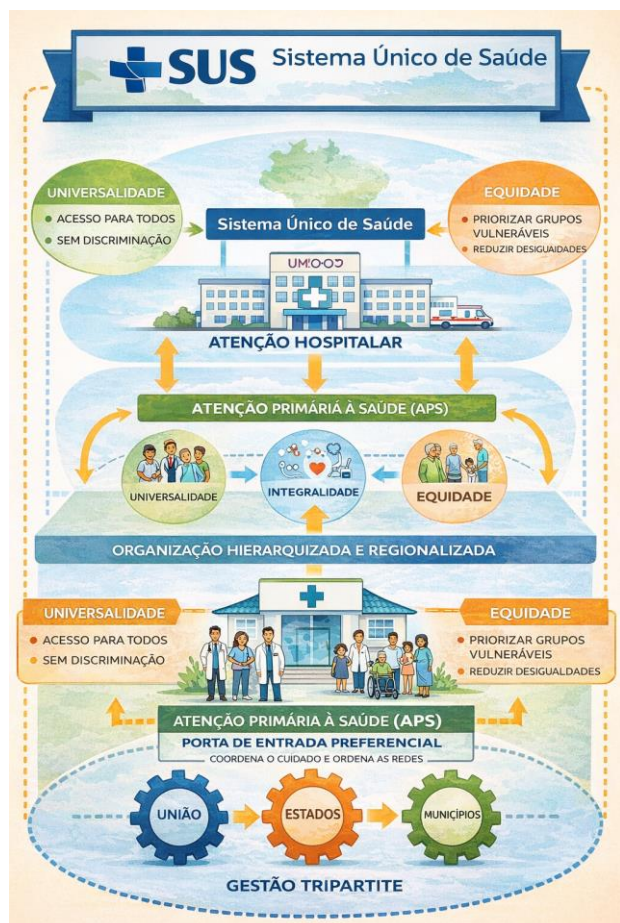 SUS Sistema Único de Saúde
UNIVERSALIDADE
ACESSO PARA TODOS
SEM DISCRIMINAÇÃO
EQUIDADE
PRIORIZAR GRUPOS
VULNERÁVEIS
REDUZIR DESIGUAIDADES
Sistema Único de Saúde
ATENÇÃO HOSPITALAR
ATENÇÃO PRIMÁRIÁ À SAÚDE (APS)
UNIVERSALIDADE
INTEGRALIDADE
EQUIDADE
ORGANIZAÇÃO HIERARQUIZADA E REGIONALIZADA
UNIVERSALIDADE
ACESSO PARA TODOS
SEM DISCRIMINAÇÃO
EQUIDADE
PRIORIZAR GRUPOS
VULNERÁVEIS
REDUZIR DESIGUALDADES
ATENÇÃO PRIMÁRIA À SAÚDE (APS)
PORTA DE ENTRADA PREFERENCIAL
COORDENA O CUIDADO E ORDENA AS REDES
UNIÃO
ESTADOS
MUNICÍPIOS
GESTÃO TRIPARTITE